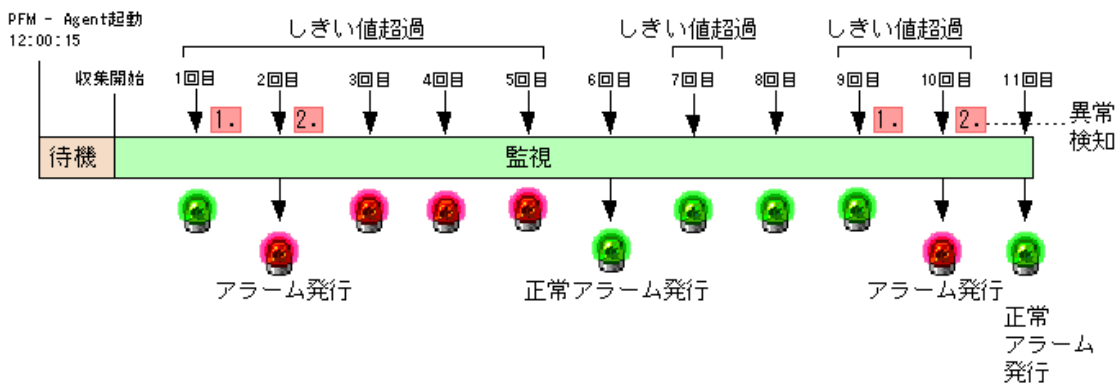 PFM - Agent起動
12:00:15
しきい値超過
しきい値超過
しきい値超過
収集開始
1回目
2回目
3回目
4回目
5回目
6回目
7回目
8回目
9回目
10回目
11回目
1.
2.
1.
2.
異常
検知
待機
監視
アラーム発行
正常アラーム発行
アラーム発行
正常
アラーム
発行